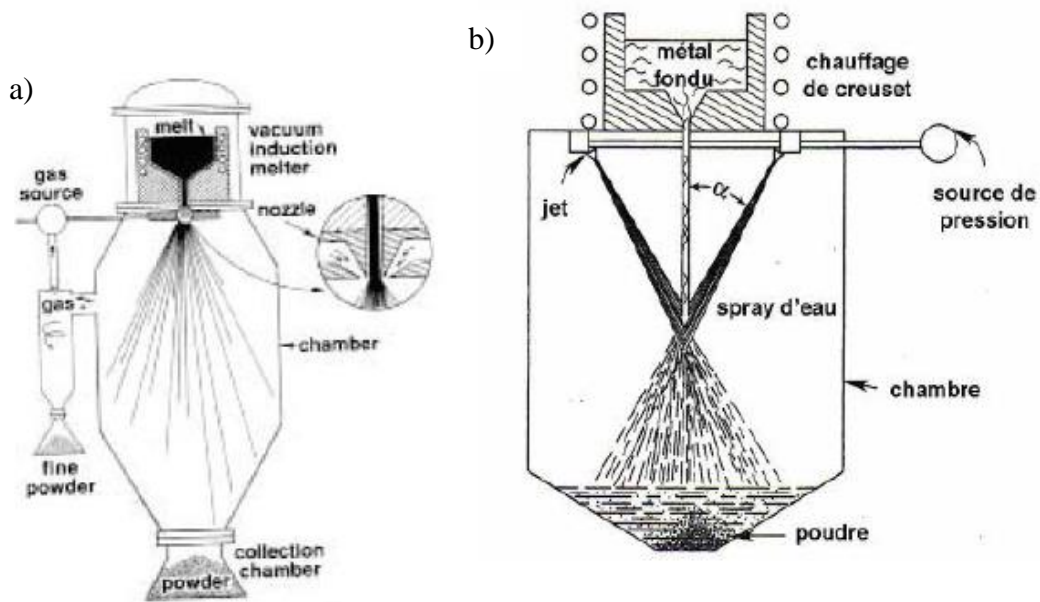 a)
melt
vacuum
induction
melter
gas
source
nozzle
gas
chamber
fine
powder
collection
chamber
powder
b)
métal
fondu
chauffage
de creuset
jet
α
source de
pression
spray d'eau
chambre
poudre